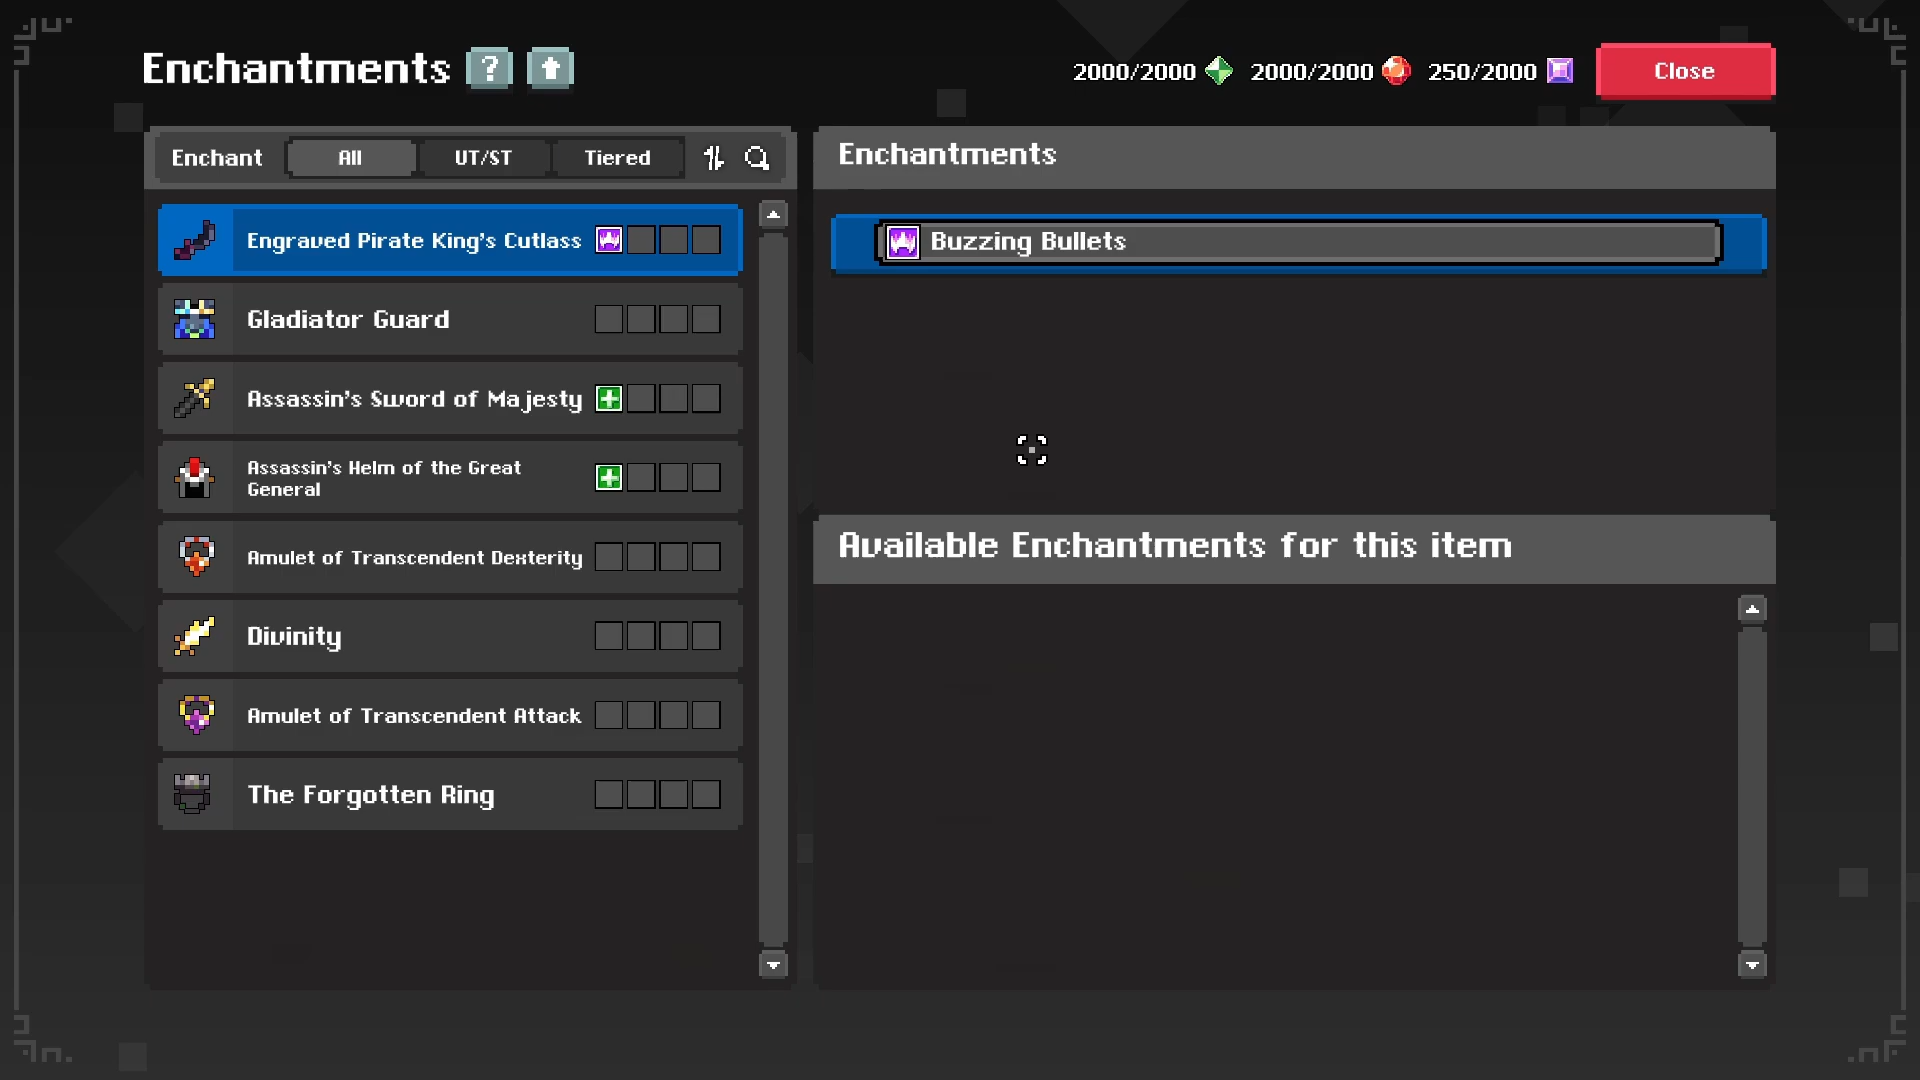 Enchantments ?
2000/2000 2000/2000 250/2000 Close
Enchant All UT/ST Tiered
Engraved Pirate King's Cutlass
Gladiator Guard
Assassin's Sword of Majesty
Assassin's Helm of the Great
General
Amulet of Transcendent Dexterity
Divinity
Amulet of Transcendent Attack
The Forgotten Ring
Enchantments
Buzzing Bullets
Available Enchantments for this item